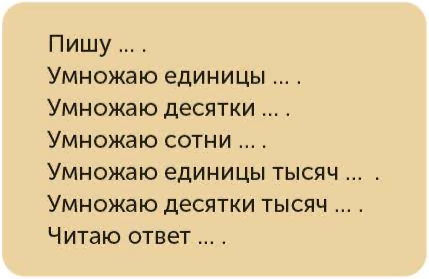 Пишу ... .
Умножаю единицы ... .
Умножаю десятки ... .
Умножаю сотни ... .
Умножаю единицы тысяч ...  .
Умножаю десятки тысяч ... .
Читаю ответ ... .